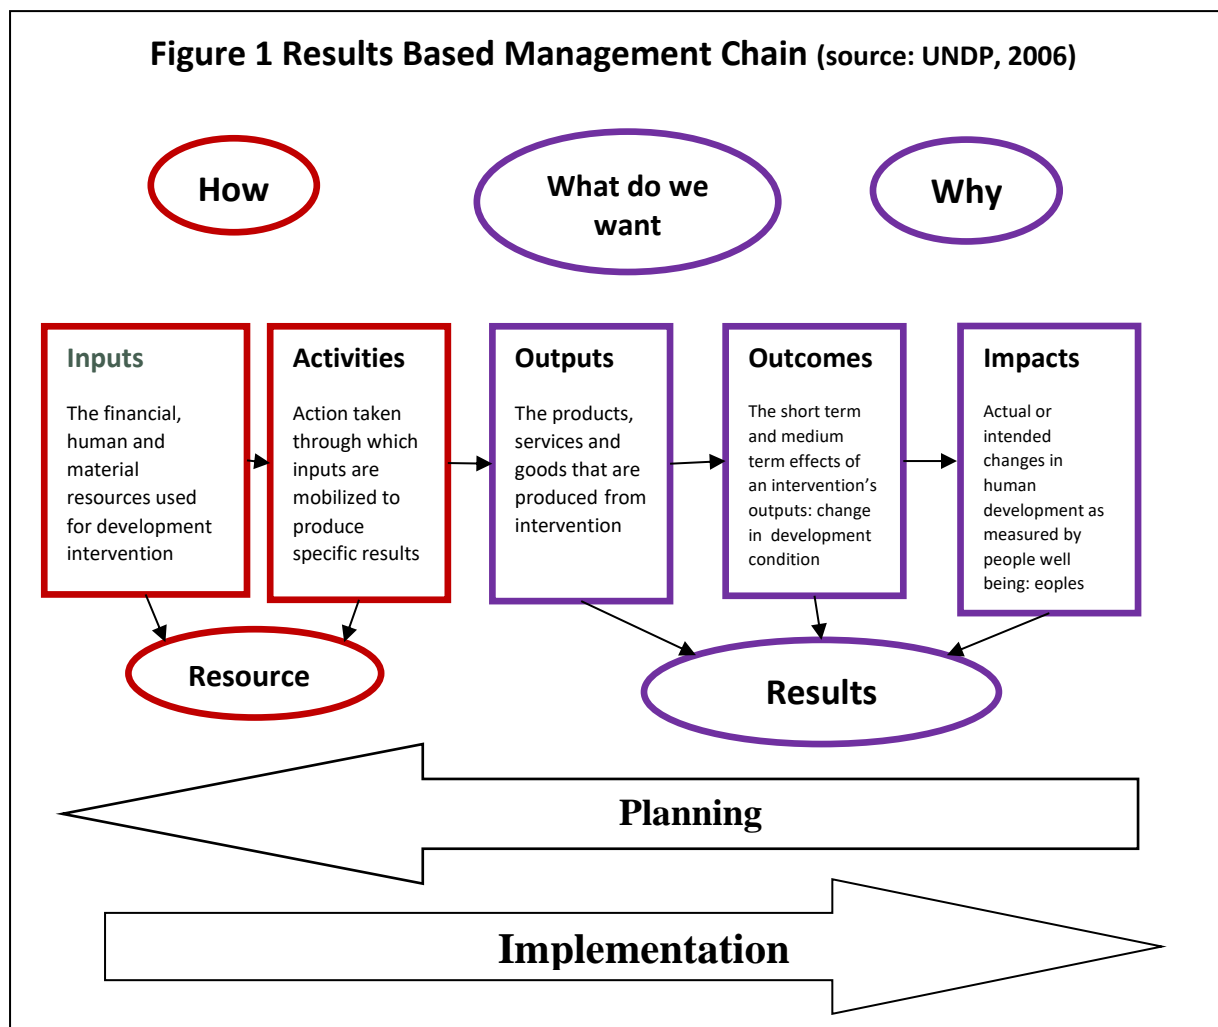 Figure 1 Results Based Management Chain (source: UNDP, 2006)
How
What do we
want
Why
Inputs
The financial,
human and
material
resources used
for development
intervention
Activities
Action taken
through which
inputs are
mobilized to
produce
specific results
Outputs
The products,
services and
goods that are
produced from
intervention
Outcomes
The short term
and medium
term effects of
an intervention’s
outputs: change
in development
condition
Impacts
Actual or
intended
changes in
human
development as
measured by
people well
being: eoples
Resource
Results
Planning
Implementation